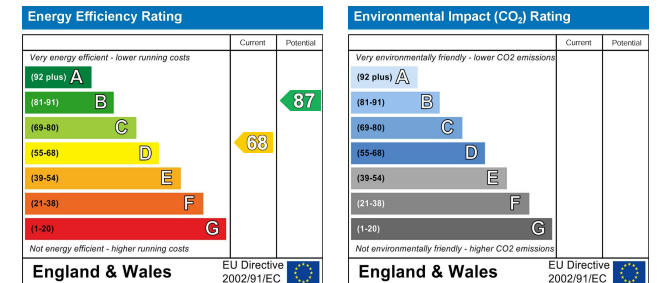 Energy Efficiency Rating
Current Potential
Very energy efficient - lower running costs
(92 plus) A
(81-91) B
87
(69-80) C
68
(55-68) D
(39-54) E
(21-38) F
(1-20) G
Not energy efficient - higher running costs
England & Wales
EU Directive
2002/91/EC
Environmental Impact (CO₂) Rating
Current Potential
Very environmentally friendly - lower CO2 emissions
(92 plus) A
(81-91) B
(69-80) C
(55-68) D
(39-54) E
(21-38) F
(1-20) G
Not environmentally friendly - higher CO2 emissions
England & Wales
EU Directive
2002/91/EC